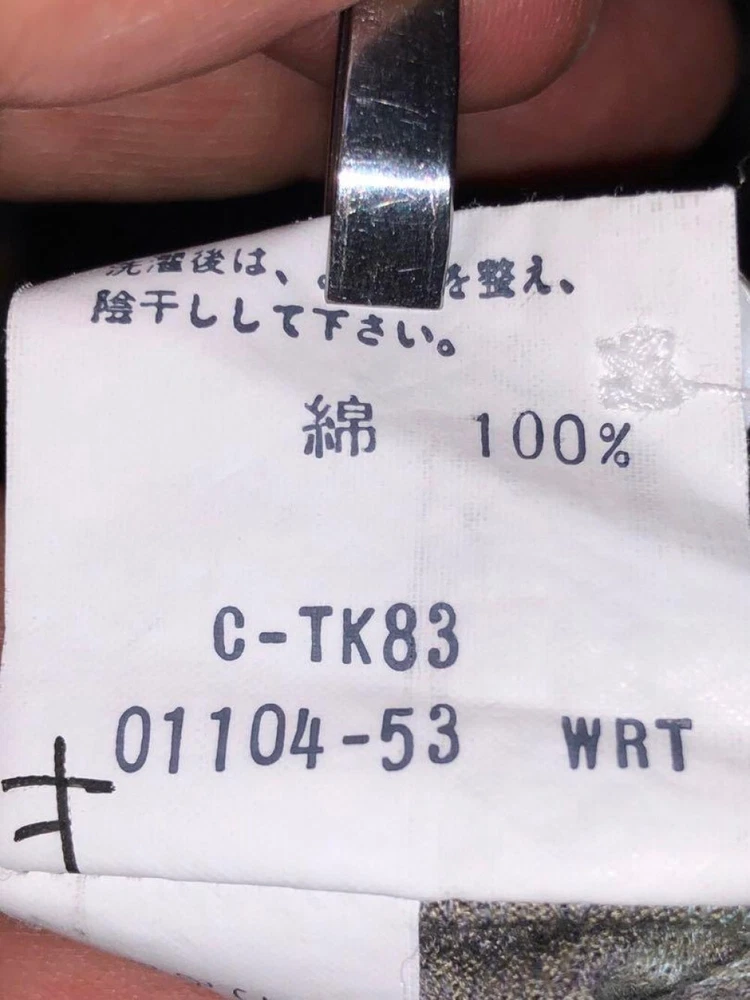 洗濯後は、 を整え、
陰干 しして下さい。
綿 100%
C-TK83
01104-53 WRT